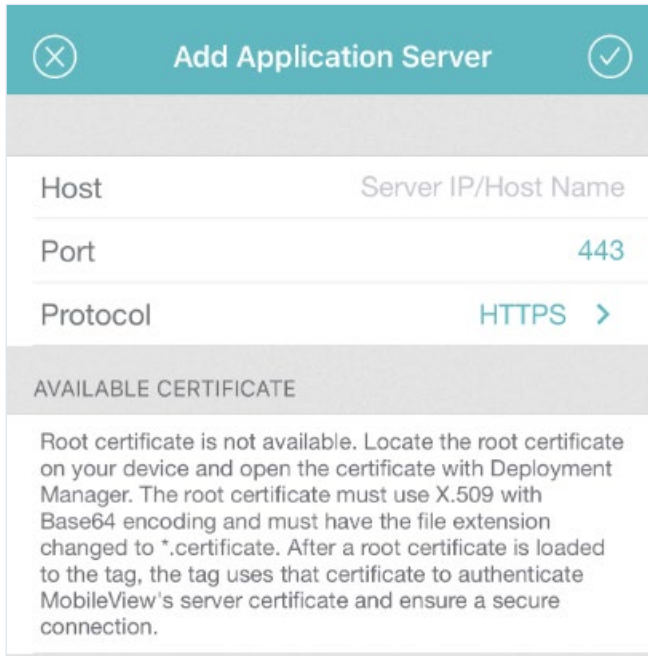 Add Application Server
Host Server IP/Host Name
Port 443
Protocol HTTPS
AVAILABLE CERTIFICATE
Root certificate is not available. Locate the root certificate
on your device and open the certificate with Deployment
Manager. The root certificate must use X.509 with
Base64 encoding and must have the file extension
changed to *.certificate. After a root certificate is loaded
to the tag, the tag uses that certificate to authenticate
MobileView's server certificate and ensure a secure
connection.